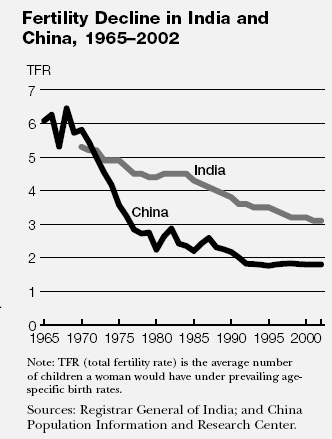 Fertility Decline in India and
China, 1965–2002
TFR
7
6
5
4
3
2
1
0
India
China
1965 1970 1975 1980 1985 1990 1995 2000
Note: TFR (total fertility rate) is the average number
of children a woman would have under prevailing age-
specific birth rates.
Sources: Registrar General of India; and China
Population Information and Research Center.